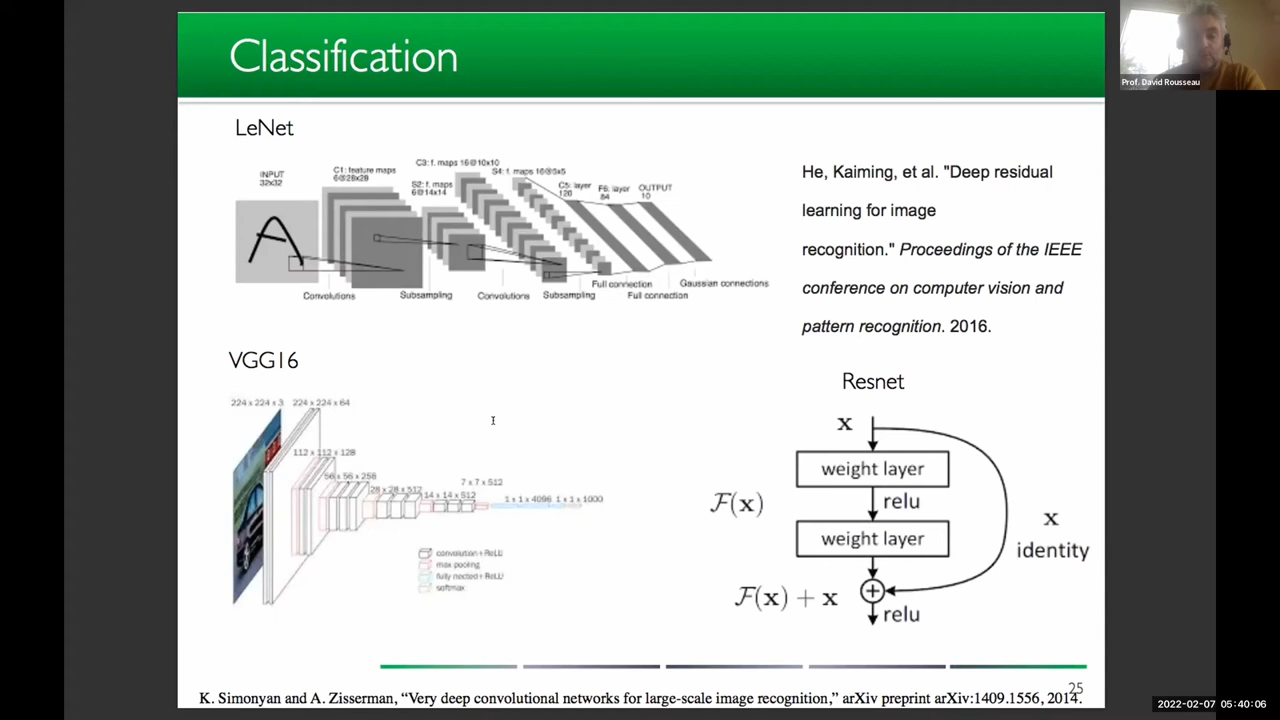 Classification
Prof. David Rousseau
LeNet
INPUT
32x32
C1: feature maps
6@28x28
S2: f. maps
6@14x14
C3: f. maps 16@10x10
S4: f. maps 16@5x5
C5: layer
120
F6: layer
84
OUTPUT
10
A
Convolutions
Subsampling
Convolutions
Subsampling
Full connection
Full connection
Gaussian connections
He, Kaiming, et al. "Deep residual
learning for image
recognition." Proceedings of the IEEE
conference on computer vision and
pattern recognition. 2016.
VGG16
224 x 224 x 3
224 x 224 x 64
112 x 112 x 128
56 x 56 x 256
28 x 28 x 512
14 x 14 x 512
7 x 7 x 512
1 x 1 x 4096
1 x 1 x 1000
convolution+ReLU
max pooling
fully nected+ReLU
softmax
Resnet
x
weight layer
F(x)
relu
weight layer
x
identity
F(x) + x
+
relu
25
K. Simonyan and A. Zisserman, “Very deep convolutional networks for large-scale image recognition,” arXiv preprint arXiv:1409.1556, 2014.
2022-02-07 05:40:06